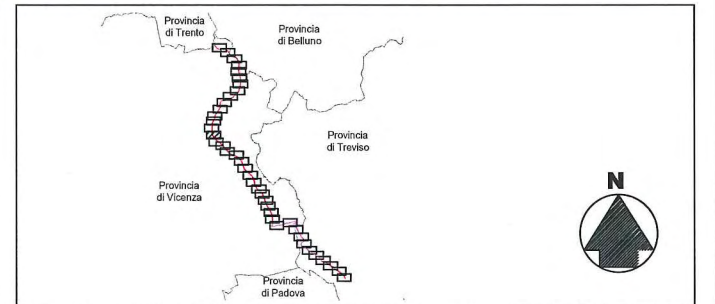 Provincia
di Trento
Provincia
di Belluno
Provincia
di Treviso
Provincia
di Vicenza
N
Provincia
di Padova